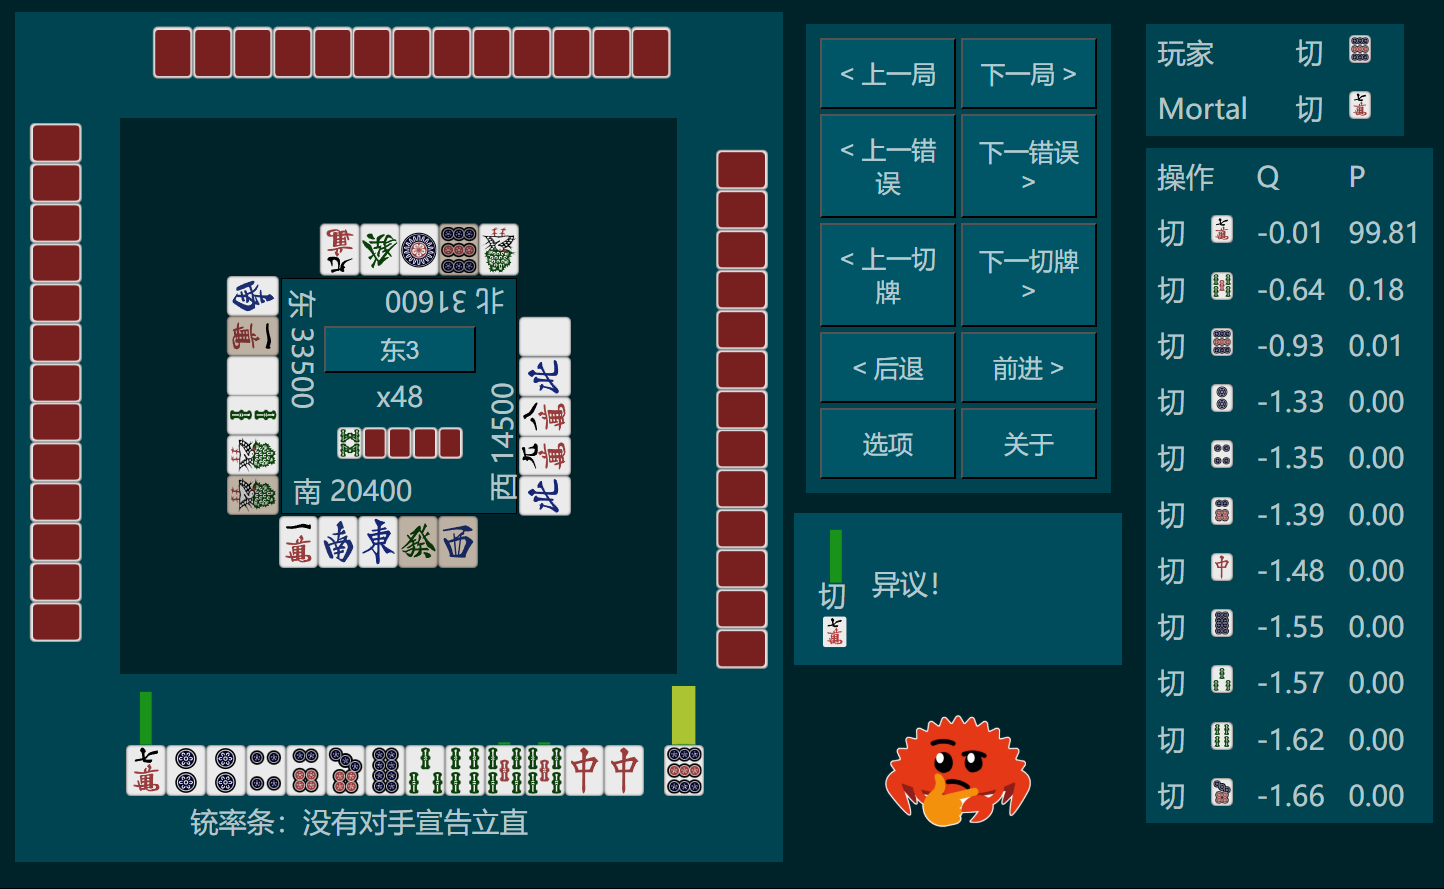 北 31600
东 33500
东3
x48
西 14500
南 20400
铳率条：没有对手宣告立直
< 上一局
下一局 >
< 上一错误
下一错误 >
< 上一切牌
下一切牌 >
< 后退
前进 >
选项
关于
切
异议！
玩家 切
Mortal 切
操作 Q P
切 -0.01 99.81
切 -0.64 0.18
切 -0.93 0.01
切 -1.33 0.00
切 -1.35 0.00
切 -1.39 0.00
切 -1.48 0.00
切 -1.55 0.00
切 -1.57 0.00
切 -1.62 0.00
切 -1.66 0.00